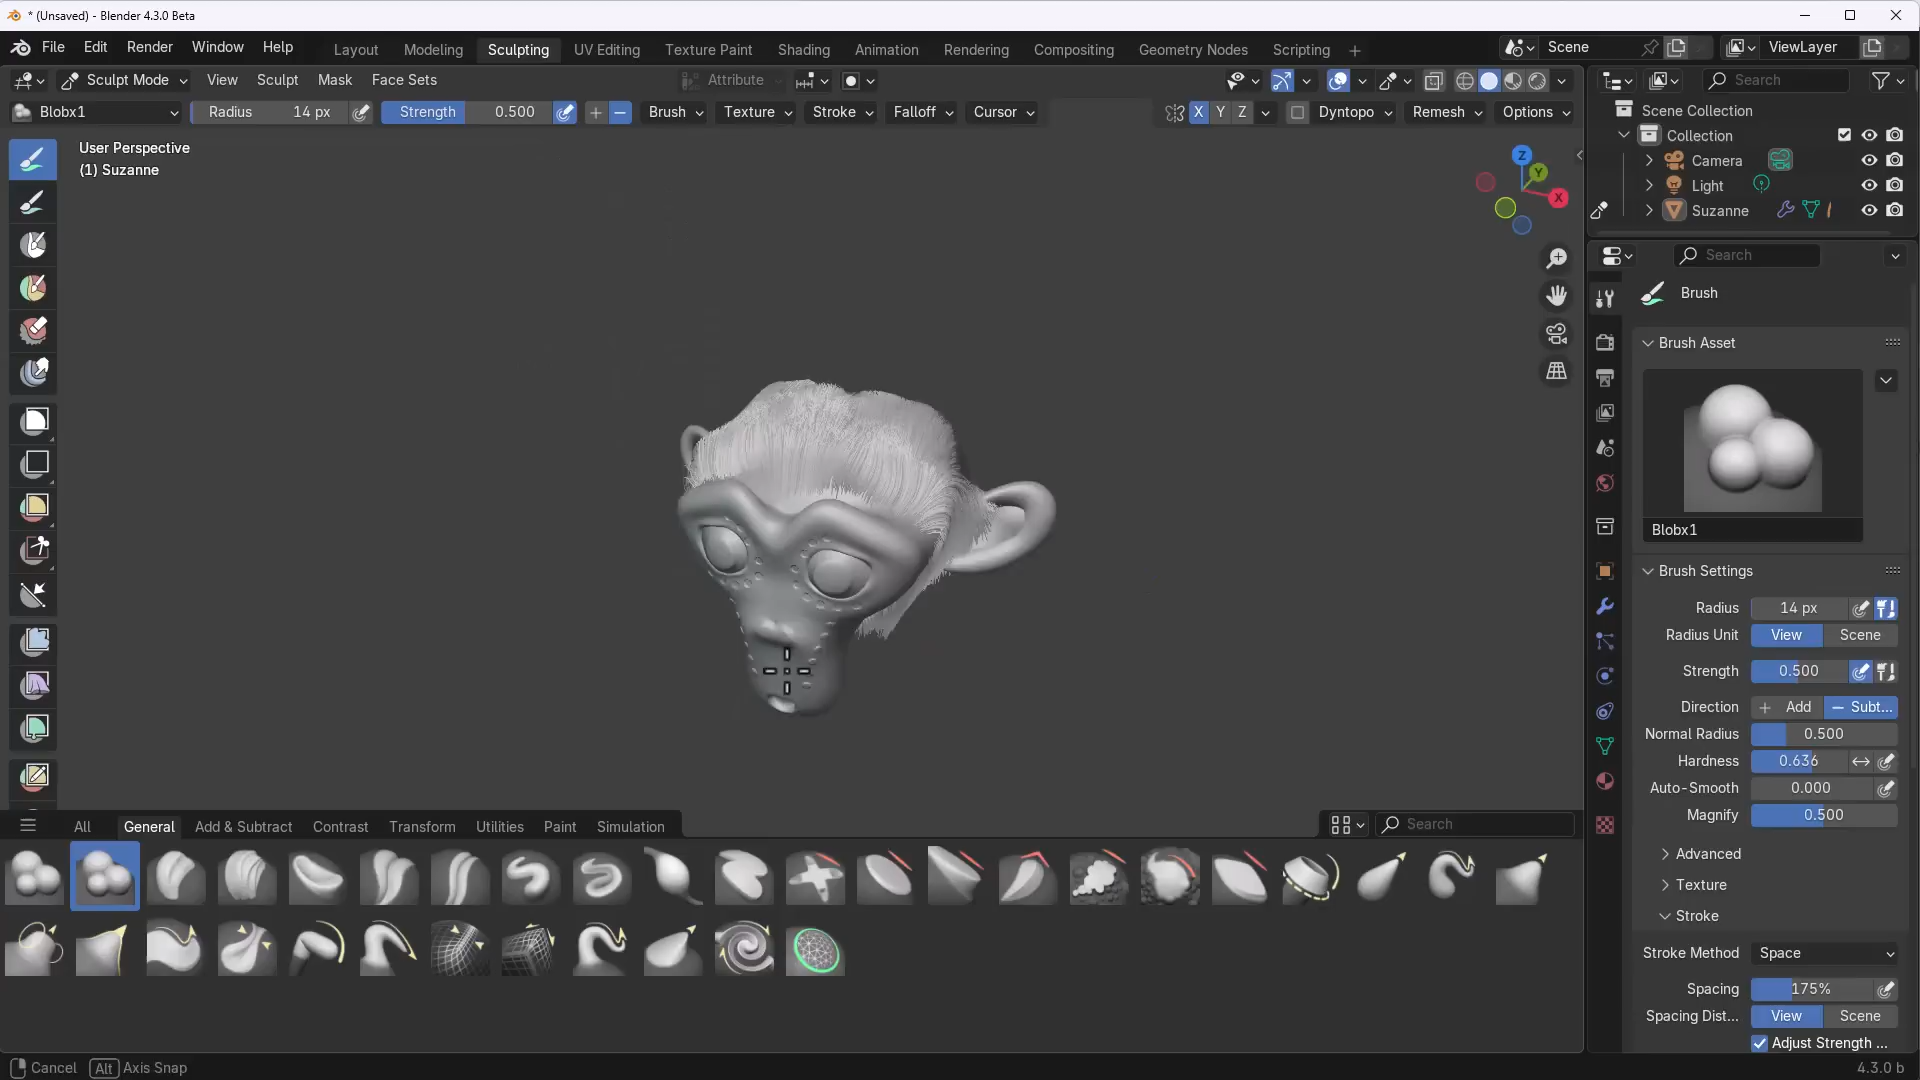 * (Unsaved) - Blender 4.3.0 Beta
File Edit Render Window Help Layout Modeling Sculpting UV Editing Texture Paint Shading Animation Rendering Compositing Geometry Nodes Scripting + Scene ViewLayer
Sculpt Mode View Sculpt Mask Face Sets Attribute Search
Blobx1 Radius 14 px Strength 0.500 Brush Texture Stroke Falloff Cursor X Y Z Dyntopo Remesh Options
User Perspective
(1) Suzanne
Z
Y
X
Scene Collection
Collection
Camera
Light
Suzanne
Search
Brush
Brush Asset
Blobx1
Brush Settings
Radius 14 px
Radius Unit View Scene
Strength 0.500
Direction + Add − Subt...
Normal Radius 0.500
Hardness 0.636
Auto-Smooth 0.000
Magnify 0.500
Advanced
Texture
Stroke
Stroke Method Space
Spacing 175%
Spacing Dist... View Scene
Adjust Strength ...
All General Add & Subtract Contrast Transform Utilities Paint Simulation Search
Cancel Alt Axis Snap 4.3.0 b